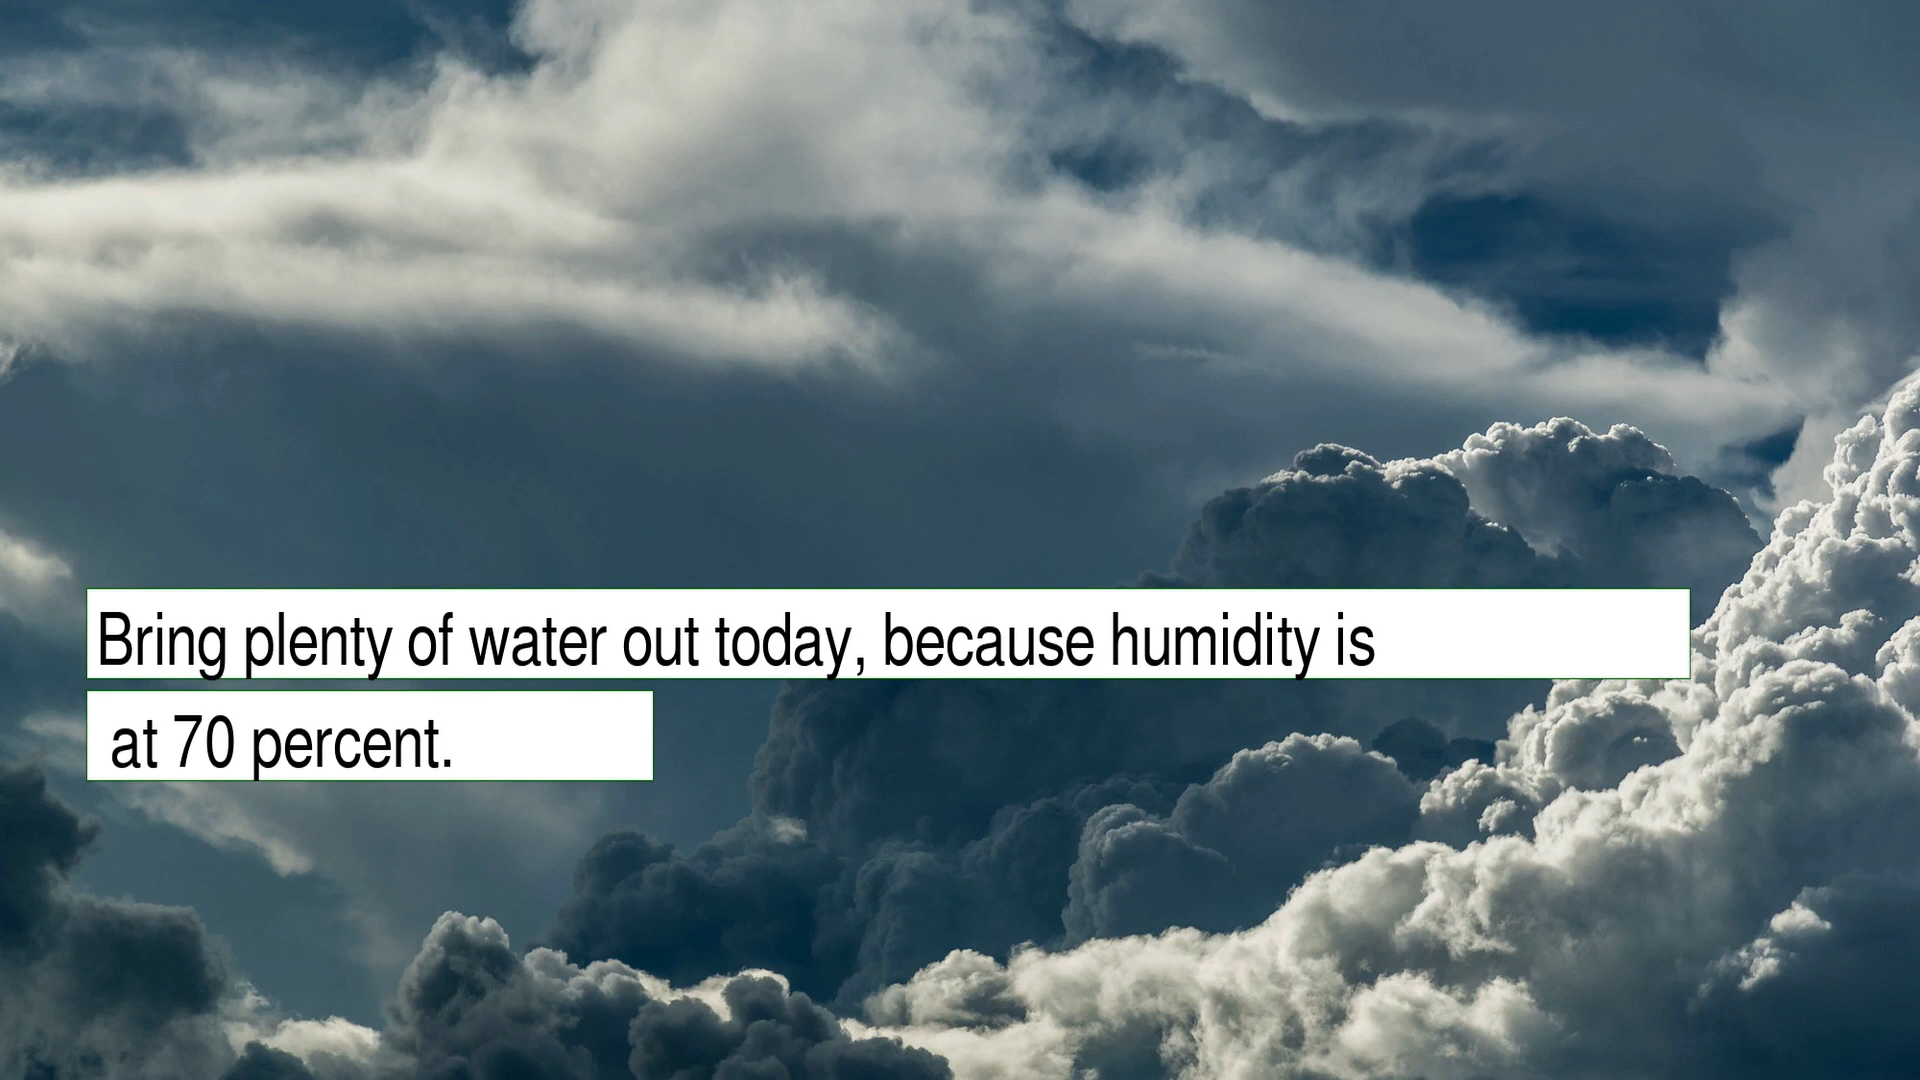 Bring plenty of water out today, because humidity is
at 70 percent.